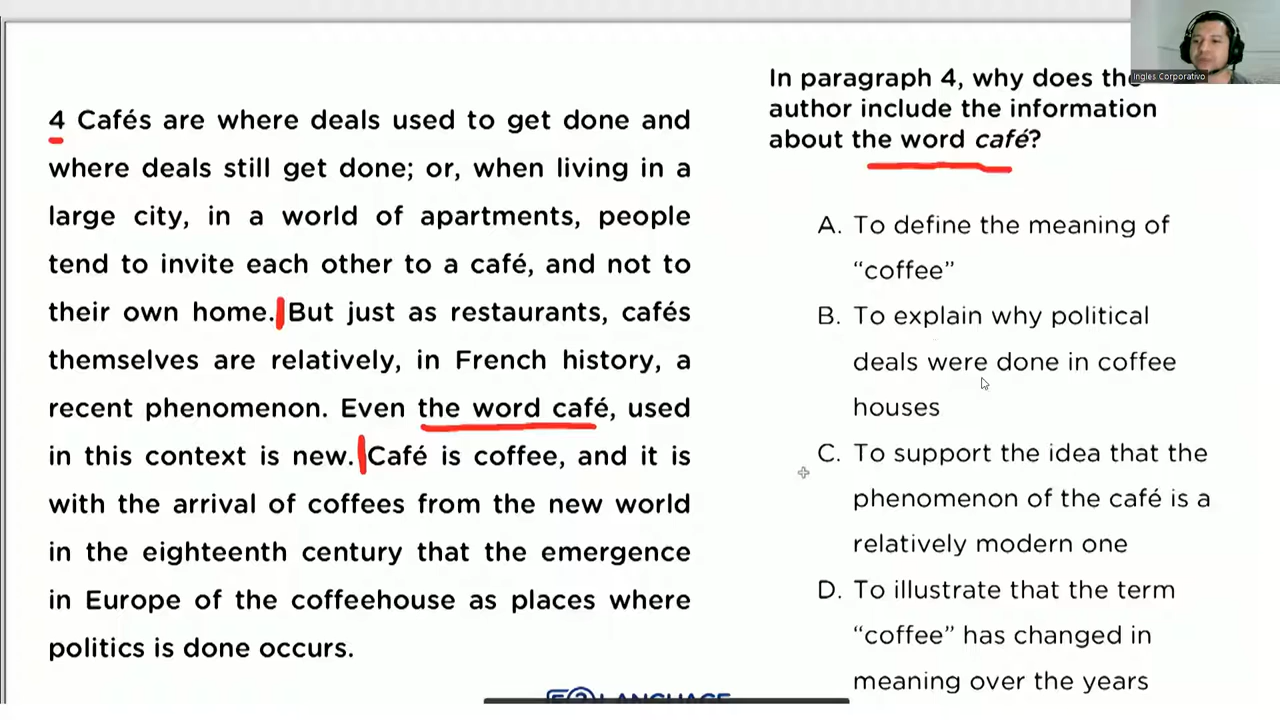 4 Cafés are where deals used to get done and
where deals still get done; or, when living in a
large city, in a world of apartments, people
tend to invite each other to a café, and not to
their own home. But just as restaurants, cafés
themselves are relatively, in French history, a
recent phenomenon. Even the word café, used
in this context is new. Café is coffee, and it is
with the arrival of coffees from the new world
in the eighteenth century that the emergence
in Europe of the coffeehouse as places where
politics is done occurs.
In paragraph 4, why does the
author include the information
about the word café?
A. To define the meaning of
“coffee”
B. To explain why political
deals were done in coffee
houses
C. To support the idea that the
phenomenon of the café is a
relatively modern one
D. To illustrate that the term
“coffee” has changed in
meaning over the years
Ingles Corporativo
E2 LANGUAGE